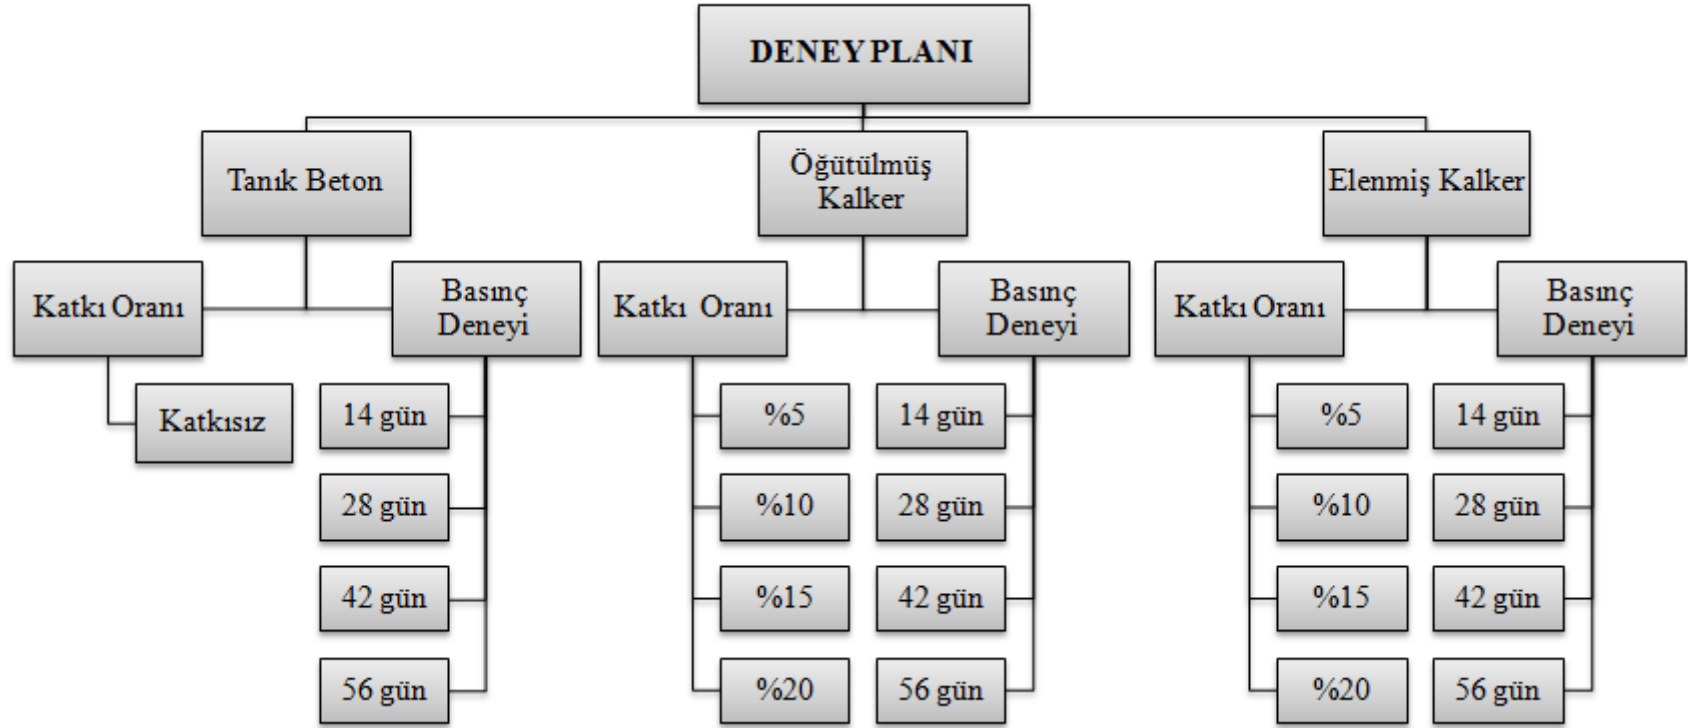 DENEY PLANI
Tanık Beton
Öğütülmüş
Kalker
Elenmiş Kalker
Katkı Oranı
Basınç
Deneyi
Katkı Oranı
Basınç
Deneyi
Katkı Oranı
Basınç
Deneyi
Katkısız
14 gün
28 gün
42 gün
56 gün
%5
%10
%15
%20
14 gün
28 gün
42 gün
56 gün
%5
%10
%15
%20
14 gün
28 gün
42 gün
56 gün